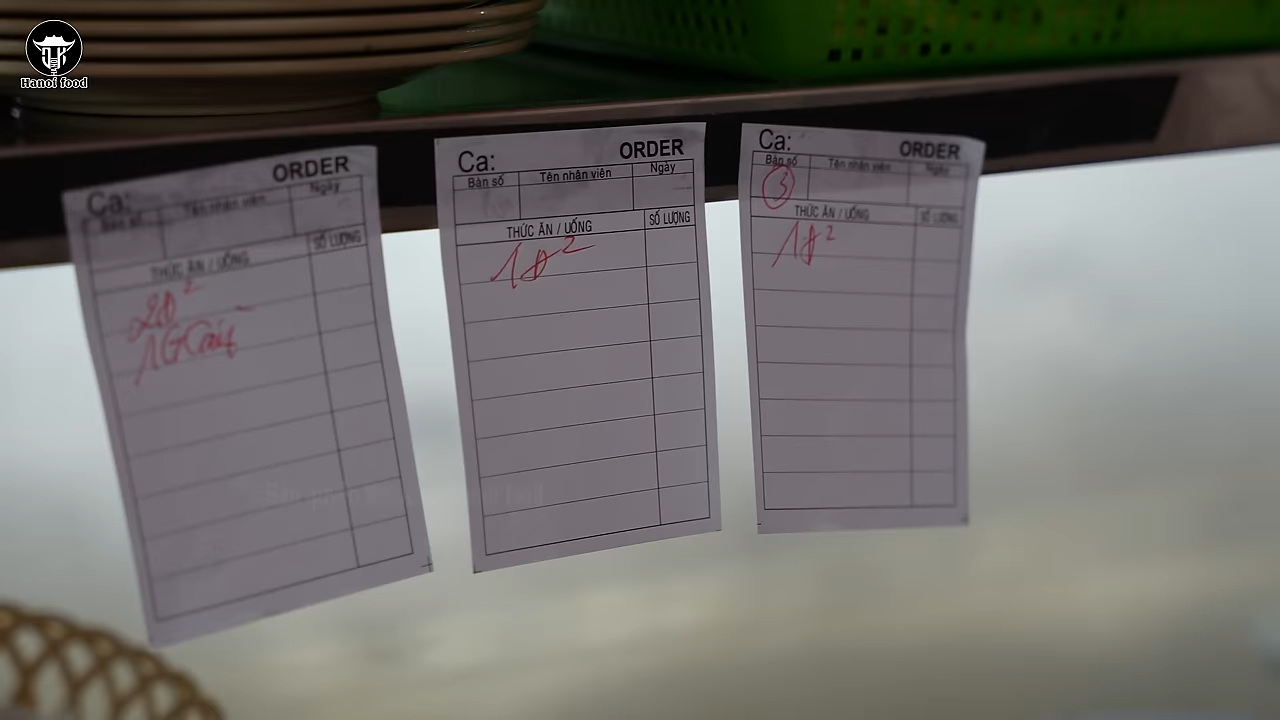 Hanoi food
Ca: ORDER
Bàn số Tên nhân viên Ngày
THỨC ĂN / UỐNG SỐ LƯỢNG
Ca: ORDER
Bàn số Tên nhân viên Ngày
THỨC ĂN / UỐNG SỐ LƯỢNG
Ca: ORDER
Bàn số Tên nhân viên Ngày
3
THỨC ĂN / UỐNG SỐ LƯỢNG